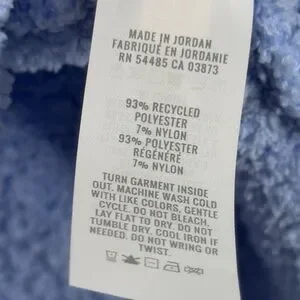 MADE IN JORDAN
FABRIQUÉ EN JORDANIE
RN 54485 CA 03873
93% RECYCLED
POLYESTER
7% NYLON
93% POLYESTER
RÉGÉNÉRÉ
7% NYLON
TURN GARMENT INSIDE
OUT. MACHINE WASH COLD
WITH LIKE COLORS, GENTLE
CYCLE. DO NOT BLEACH.
LAY FLAT TO DRY. DO NOT
TUMBLE DRY. COOL IRON IF
NEEDED. DO NOT WRING OR
TWIST.